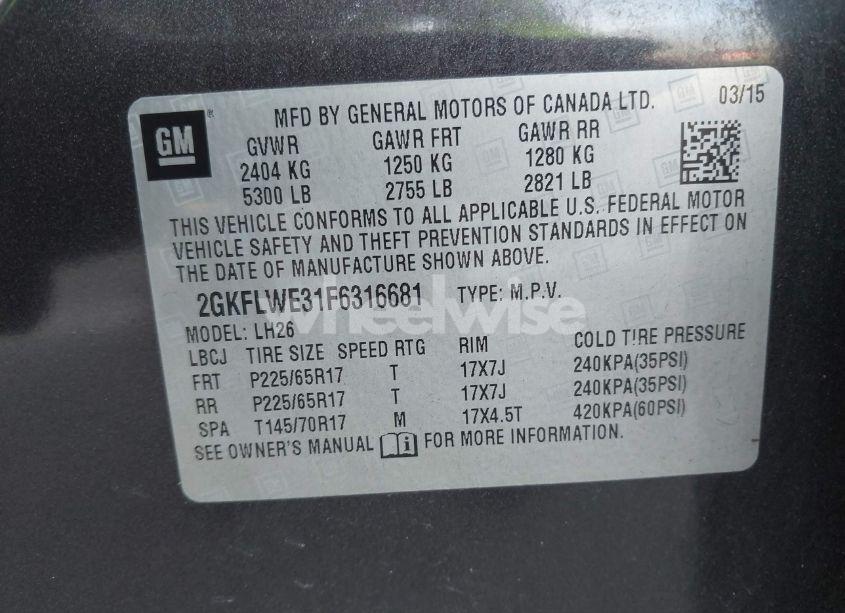 GM ® MFD BY GENERAL MOTORS OF CANADA LTD. 03/15
GVWR GAWR FRT GAWR RR
2404 KG 1250 KG 1280 KG
5300 LB 2755 LB 2821 LB
THIS VEHICLE CONFORMS TO ALL APPLICABLE U.S. FEDERAL MOTOR
VEHICLE SAFETY AND THEFT PREVENTION STANDARDS IN EFFECT ON
THE DATE OF MANUFACTURE SHOWN ABOVE.
2GKFLWE31F6316681 TYPE: M.P.V.
wheelwise
MODEL: LH26
LBCJ TIRE SIZE SPEED RTG RIM COLD T!RE PRESSURE
FRT P225/65R17 T 17X7J 240KPA(35PSI)
RR P225/65R17 T 17X7J 240KPA(35PSI)
SPA T145/70R17 M 17X4.5T 420KPA(60PSI)
SEE OWNER'S MANUAL i FOR MORE INFORMATION.